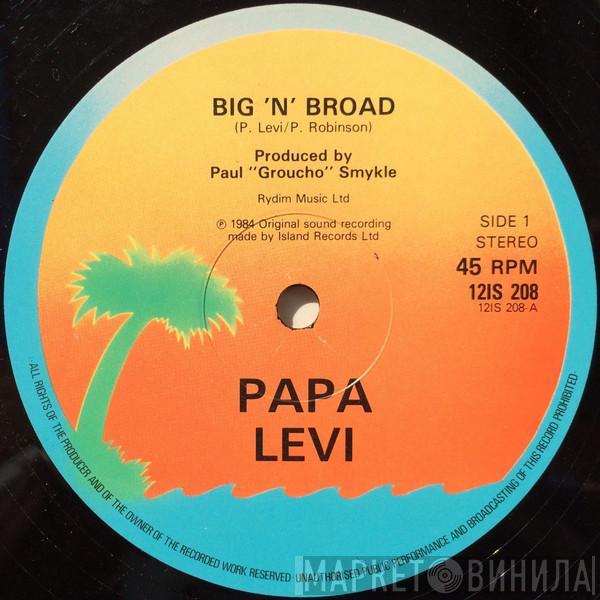 BIG 'N' BROAD
(P. Levi/P. Robinson)
Produced by
Paul "Groucho" Smykle
Rydim Music Ltd
℗ 1984 Original sound recording
made by Island Records Ltd
SIDE 1
STEREO
45 RPM
12IS 208
12IS 208-A
PAPA
LEVI
·ALL RIGHTS OF THE PRODUCER AND OF THE OWNER OF THE RECORDED WORK RESERVED·UNAUTHORISED PUBLIC PERFORMANCE AND BROADCASTING OF THIS RECORD PROHIBITED·
МАРКЕТ ВИНИЛА